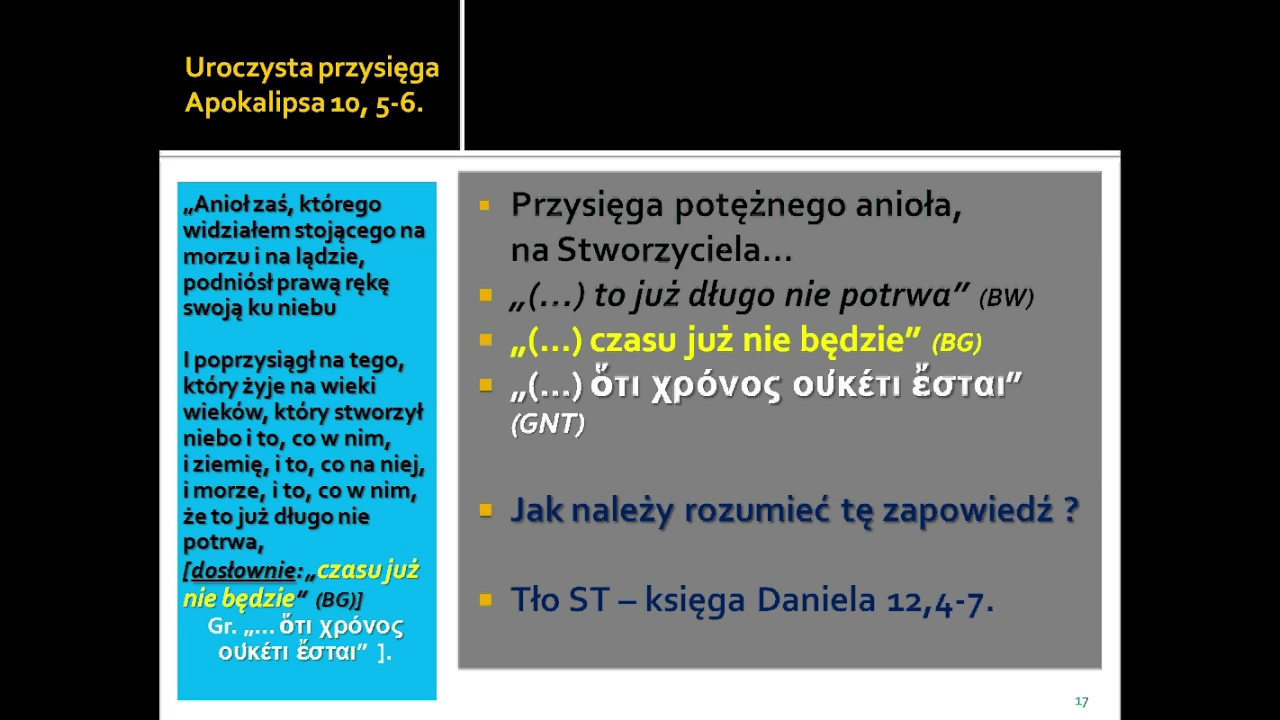 Uroczysta przysięga
Apokalipsa 10, 5-6.
„Anioł zaś, którego
widziałem stojącego na
morzu i na lądzie,
podniósł prawą rękę
swoją ku niebu
I poprzysiągł na tego,
który żyje na wieki
wieków, który stworzył
niebo i to, co w nim,
i ziemię, i to, co na niej,
i morze, i to, co w nim,
że to już długo nie
potrwa,
[dosłownie: „czasu już
nie będzie” (BG)]
Gr. „... ὅτι χρόνος
οὐκέτι ἔσται” ].
Przysięga potężnego anioła,
na Stworzyciela...
„(...) to już długo nie potrwa” (BW)
„(...) czasu już nie będzie” (BG)
„(...) ὅτι χρόνος οὐκέτι ἔσται”
(GNT)
Jak należy rozumieć tę zapowiedź ?
Tło ST – księga Daniela 12,4-7.
17